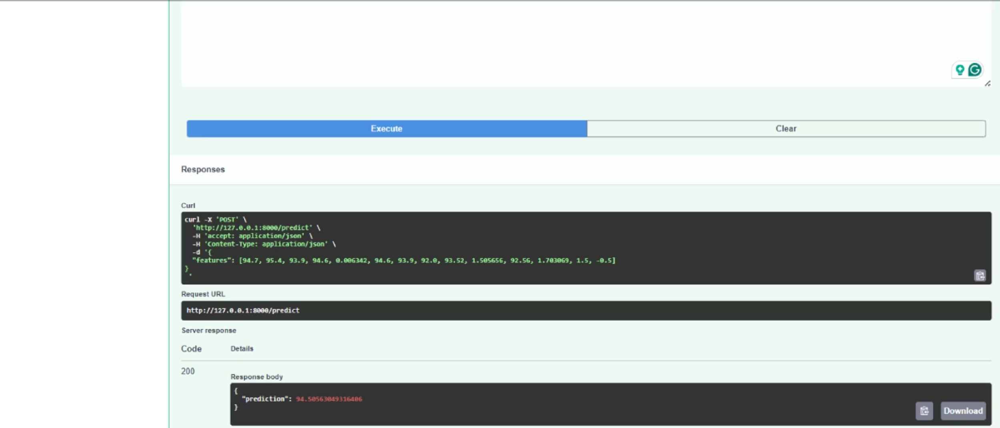 Execute
Clear
Responses
Curl
curl -X 'POST' \
'http://127.0.0.1:8000/predict' \
-H 'accept: application/json' \
-H 'Content-Type: application/json' \
-d '{
"features": [94.7, 95.4, 93.9, 94.6, 0.006342, 94.6, 93.9, 92.0, 93.52, 1.505656, 92.56, 1.703069, 1.5, -0.5]
}
'
Request URL
http://127.0.0.1:8000/predict
Server response
Code Details
200
Response body
{
"prediction": 94.50563049316406
}
Download